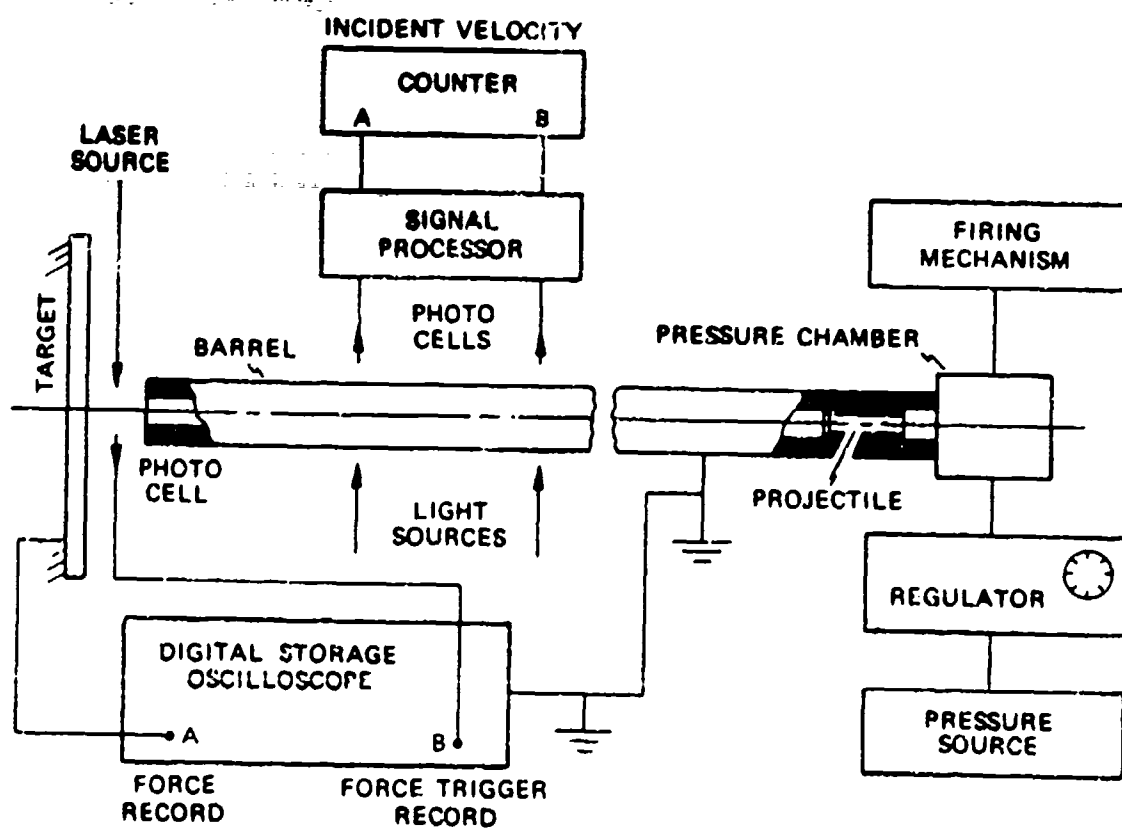 INCIDENT VELOCITY
COUNTER
A B
LASER
SOURCE
SIGNAL
PROCESSOR
FIRING
MECHANISM
TARGET
PHOTO
CELLS
PRESSURE CHAMBER
BARREL
PHOTO
CELL
LIGHT
SOURCES
PROJECTILE
REGULATOR
DIGITAL STORAGE
OSCILLOSCOPE
A B
PRESSURE
SOURCE
FORCE
RECORD
FORCE TRIGGER
RECORD